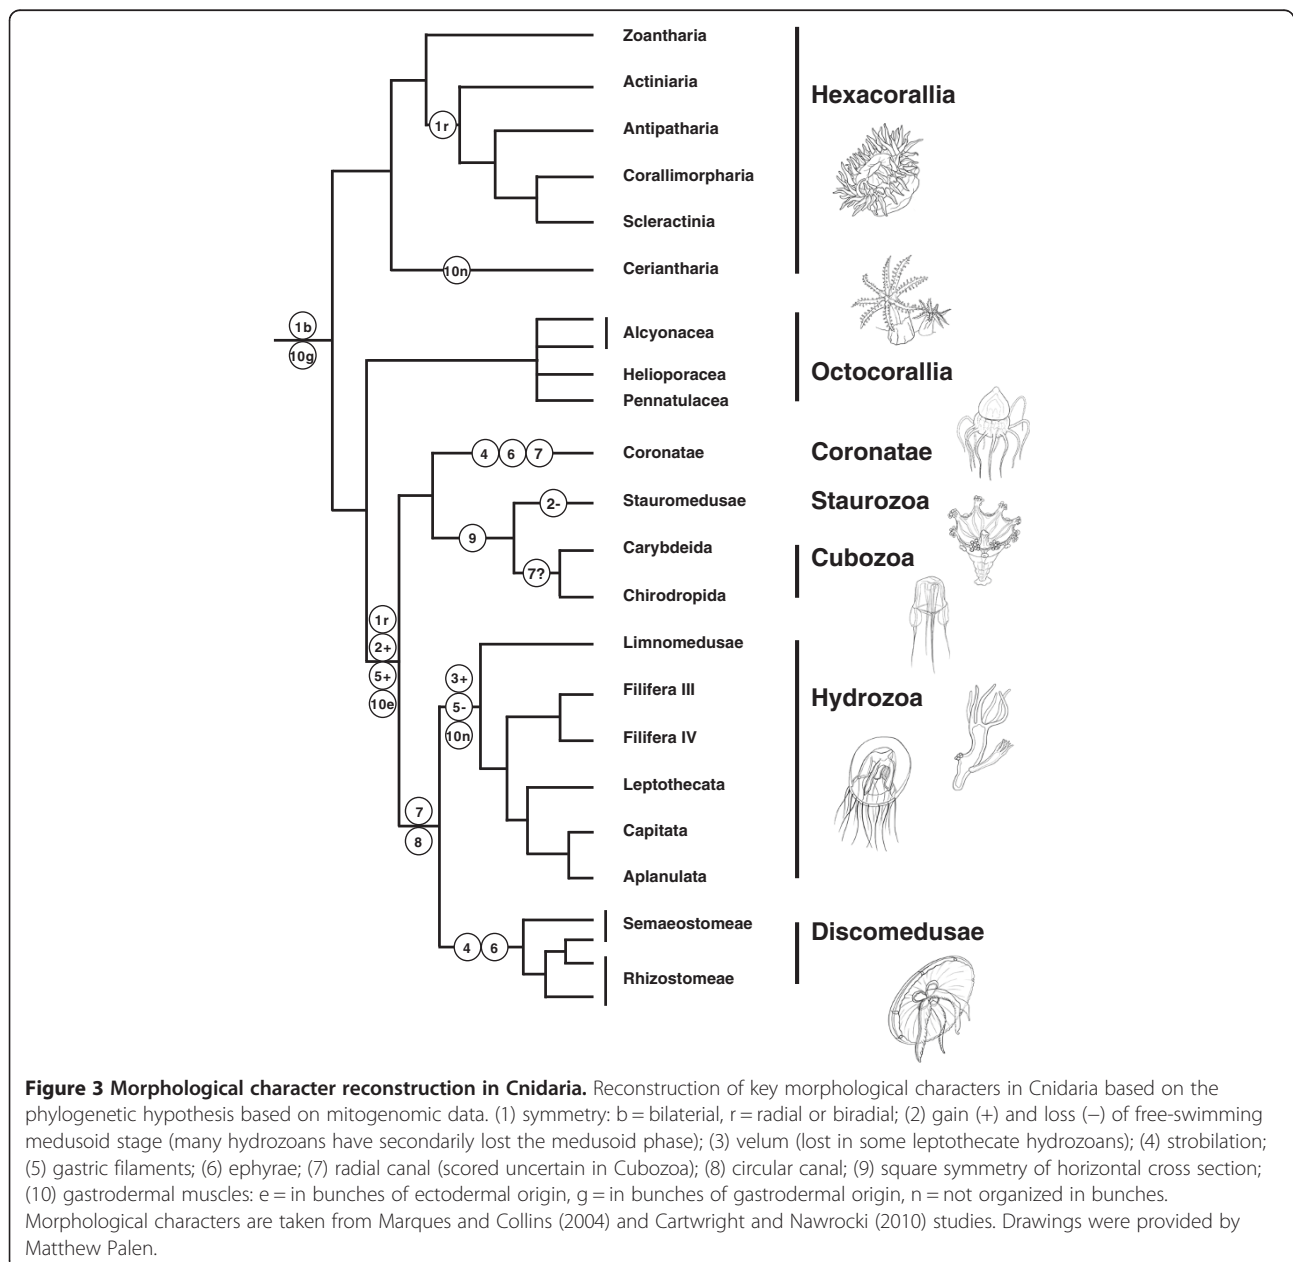 Zoantharia
Actiniaria
Hexacorallia
1r
Antipatharia
Corallimorpharia
Scleractinia
10n
Ceriantharia
1b
10g
Alcyonacea
Helioporacea
Octocorallia
Pennatulacea
4 6 7
Coronatae
Coronatae
2-
Stauromedusae
Staurozoa
9
Carybdeida
Cubozoa
7?
Chirodropida
1r
2+
5+
10e
Limnomedusae
3+
5-
10n
Filifera III
Hydrozoa
Filifera IV
Leptothecata
7
8
Capitata
Aplanulata
Semaeostomeae
Discomedusae
4 6
Rhizostomeae
Figure 3 Morphological character reconstruction in Cnidaria. Reconstruction of key morphological characters in Cnidaria based on the
phylogenetic hypothesis based on mitogenomic data. (1) symmetry: b = bilaterial, r = radial or biradial; (2) gain (+) and loss (−) of free-swimming
medusoid stage (many hydrozoans have secondarily lost the medusoid phase); (3) velum (lost in some leptothecate hydrozoans); (4) strobilation;
(5) gastric filaments; (6) ephyrae; (7) radial canal (scored uncertain in Cubozoa); (8) circular canal; (9) square symmetry of horizontal cross section;
(10) gastrodermal muscles: e = in bunches of ectodermal origin, g = in bunches of gastrodermal origin, n = not organized in bunches.
Morphological characters are taken from Marques and Collins (2004) and Cartwright and Nawrocki (2010) studies. Drawings were provided by
Matthew Palen.